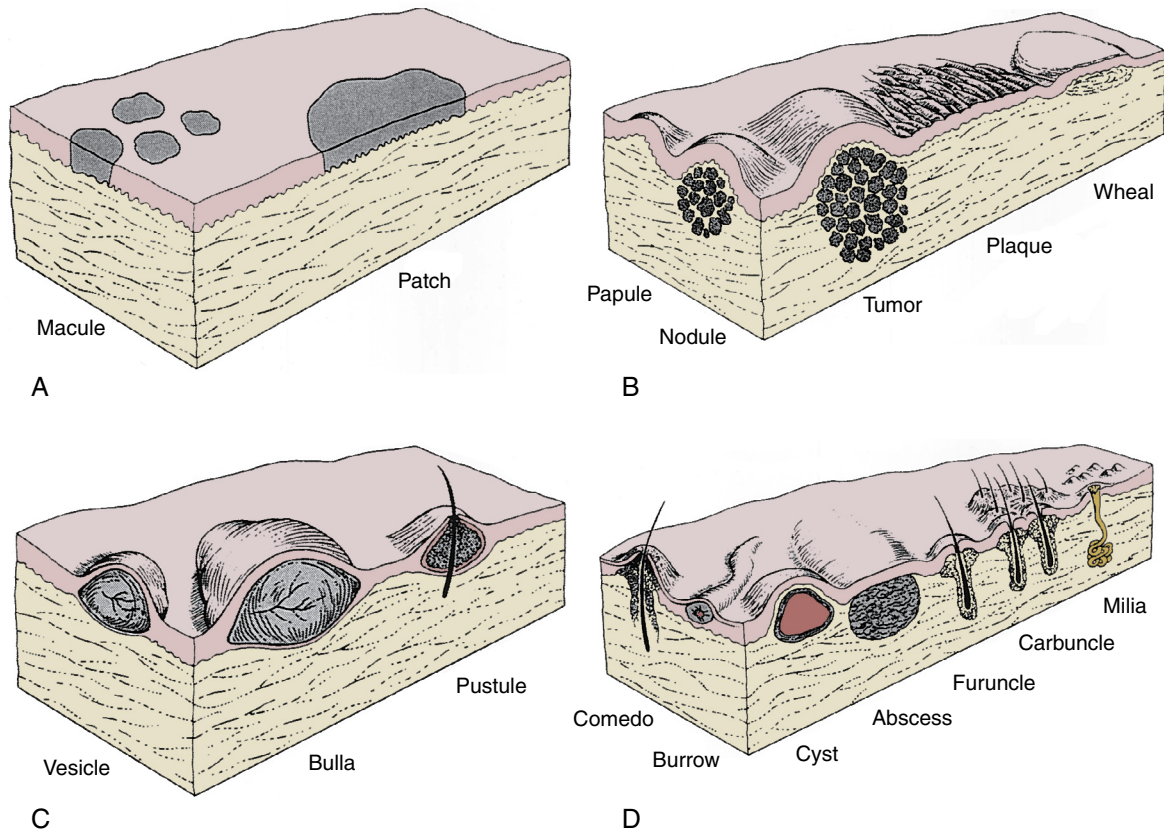 Macule
Patch
A
Papule
Nodule
Tumor
Plaque
Wheal
B
Vesicle
Bulla
Pustule
C
Comedo
Burrow
Cyst
Abscess
Furuncle
Carbuncle
Milia
D